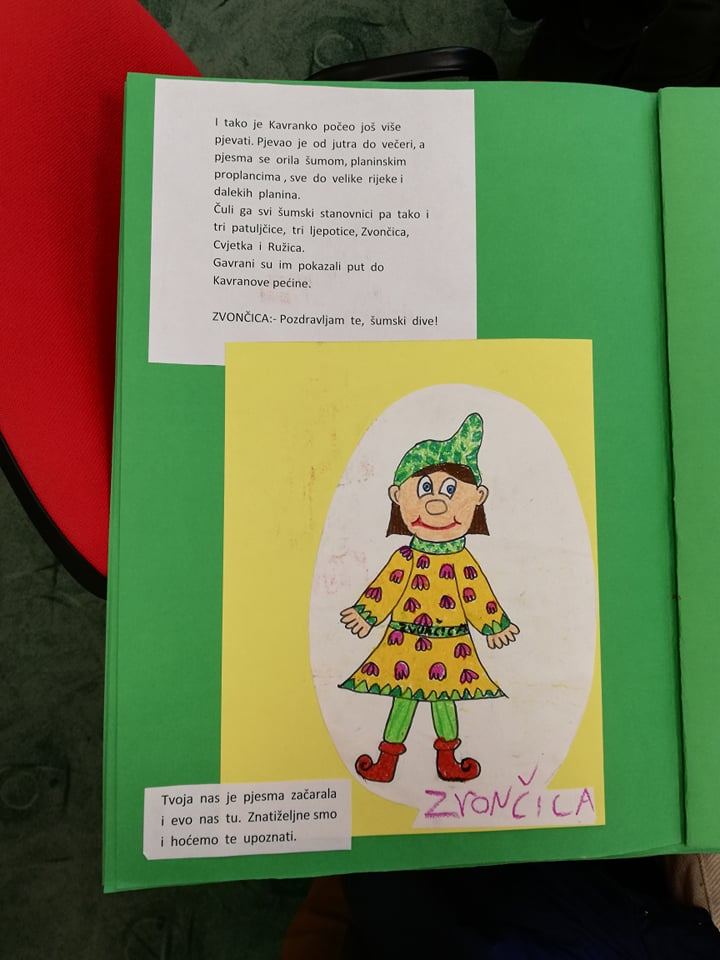 I tako je Kavranko počeo još više
pjevati. Pjevao je od jutra do večeri, a
pjesma se orila šumom, planinskim
proplancima , sve do velike rijeke i
dalekih planina.
Čuli ga svi šumski stanovnici pa tako i
tri patuljčice, tri ljepotice, Zvončica,
Cvjetka i Ružica.
Gavrani su im pokazali put do
Kavranove pećine.
ZVONČICA:- Pozdravljam te, šumski dive!
ZVONČICA
ZVONČICA
Tvoja nas je pjesma začarala
i evo nas tu. Znatiželjne smo
i hoćemo te upoznati.